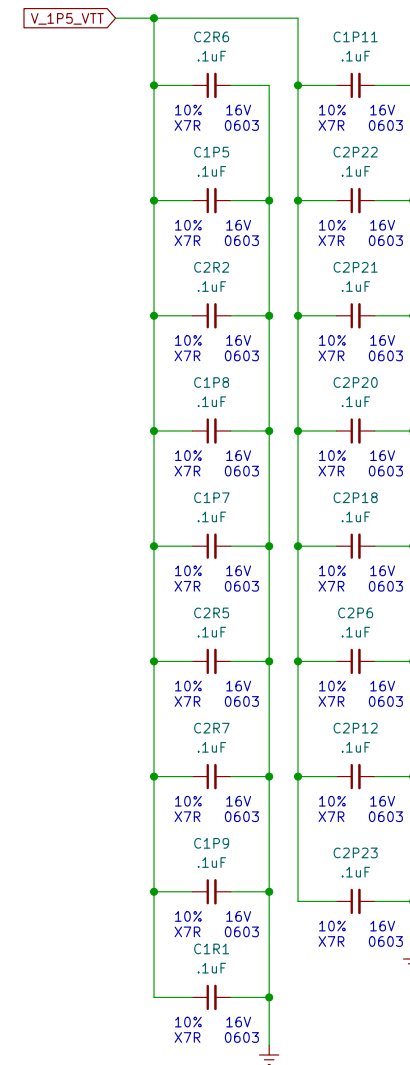 V_1P5_VTT
C2R6
.1uF
10% 16V
X7R 0603
C1P5
.1uF
10% 16V
X7R 0603
C2R2
.1uF
10% 16V
X7R 0603
C1P8
.1uF
10% 16V
X7R 0603
C1P7
.1uF
10% 16V
X7R 0603
C2R5
.1uF
10% 16V
X7R 0603
C2R7
.1uF
10% 16V
X7R 0603
C1P9
.1uF
10% 16V
X7R 0603
C1R1
.1uF
10% 16V
X7R 0603
C1P11
.1uF
10% 16V
X7R 0603
C2P22
.1uF
10% 16V
X7R 0603
C2P21
.1uF
10% 16V
X7R 0603
C2P20
.1uF
10% 16V
X7R 0603
C2P18
.1uF
10% 16V
X7R 0603
C2P6
.1uF
10% 16V
X7R 0603
C2P12
.1uF
10% 16V
X7R 0603
C2P23
.1uF
10% 16V
X7R 0603